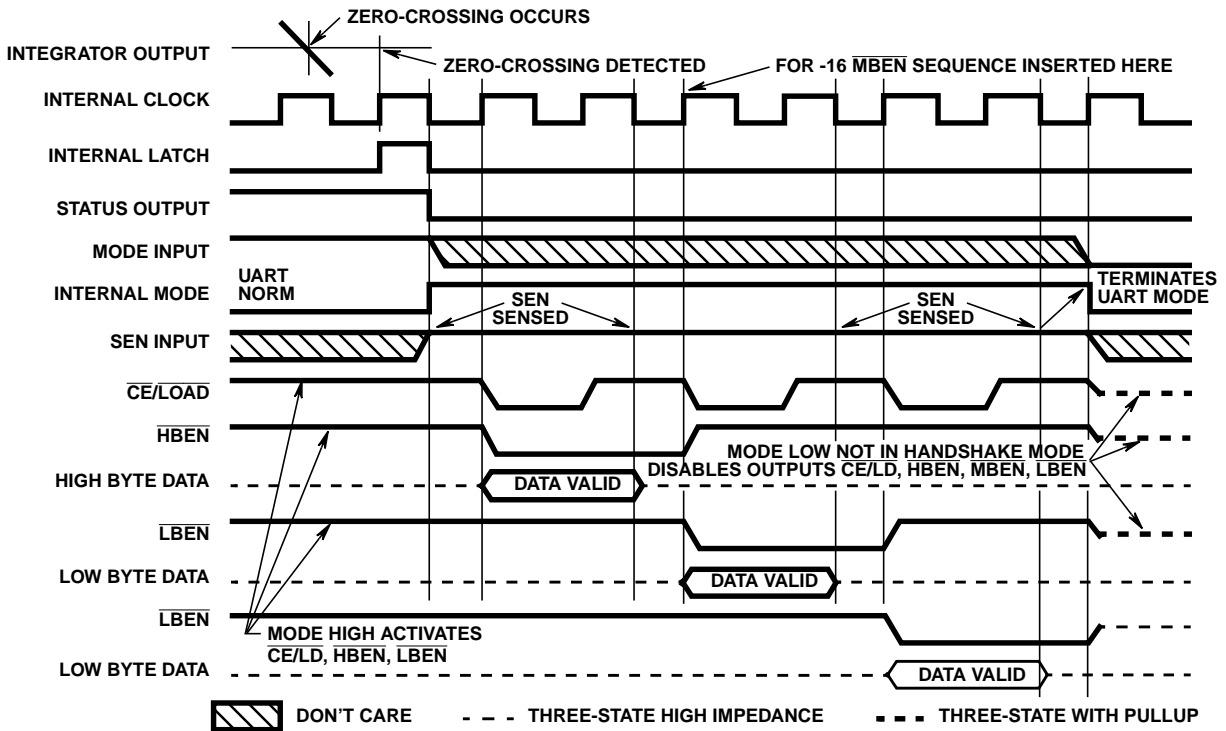 ZERO-CROSSING OCCURS
INTEGRATOR OUTPUT
ZERO-CROSSING DETECTED
FOR -16 MBEN SEQUENCE INSERTED HERE
INTERNAL CLOCK
INTERNAL LATCH
STATUS OUTPUT
MODE INPUT
UART
NORM
TERMINATES
UART MODE
INTERNAL MODE
SEN
SENSED
SEN
SENSED
SEN INPUT
CE/LOAD
HBEN
MODE LOW NOT IN HANDSHAKE MODE
DISABLES OUTPUTS CE/LD, HBEN, MBEN, LBEN
HIGH BYTE DATA
DATA VALID
LBEN
LOW BYTE DATA
DATA VALID
LBEN
MODE HIGH ACTIVATES
CE/LD, HBEN, LBEN
LOW BYTE DATA
DATA VALID
DON'T CARE
THREE-STATE HIGH IMPEDANCE
THREE-STATE WITH PULLUP